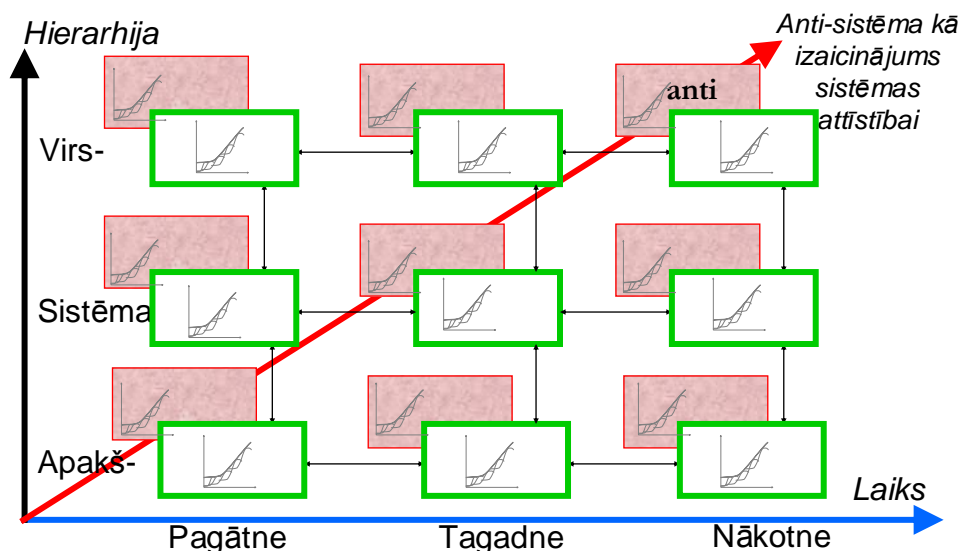 Hierarhija
Anti-sistēma kā
izaicinājums
sistēmas
attīstībai
anti
Virs-
Sistēma
Apakš-
Laiks
Pagātne
Tagadne
Nākotne